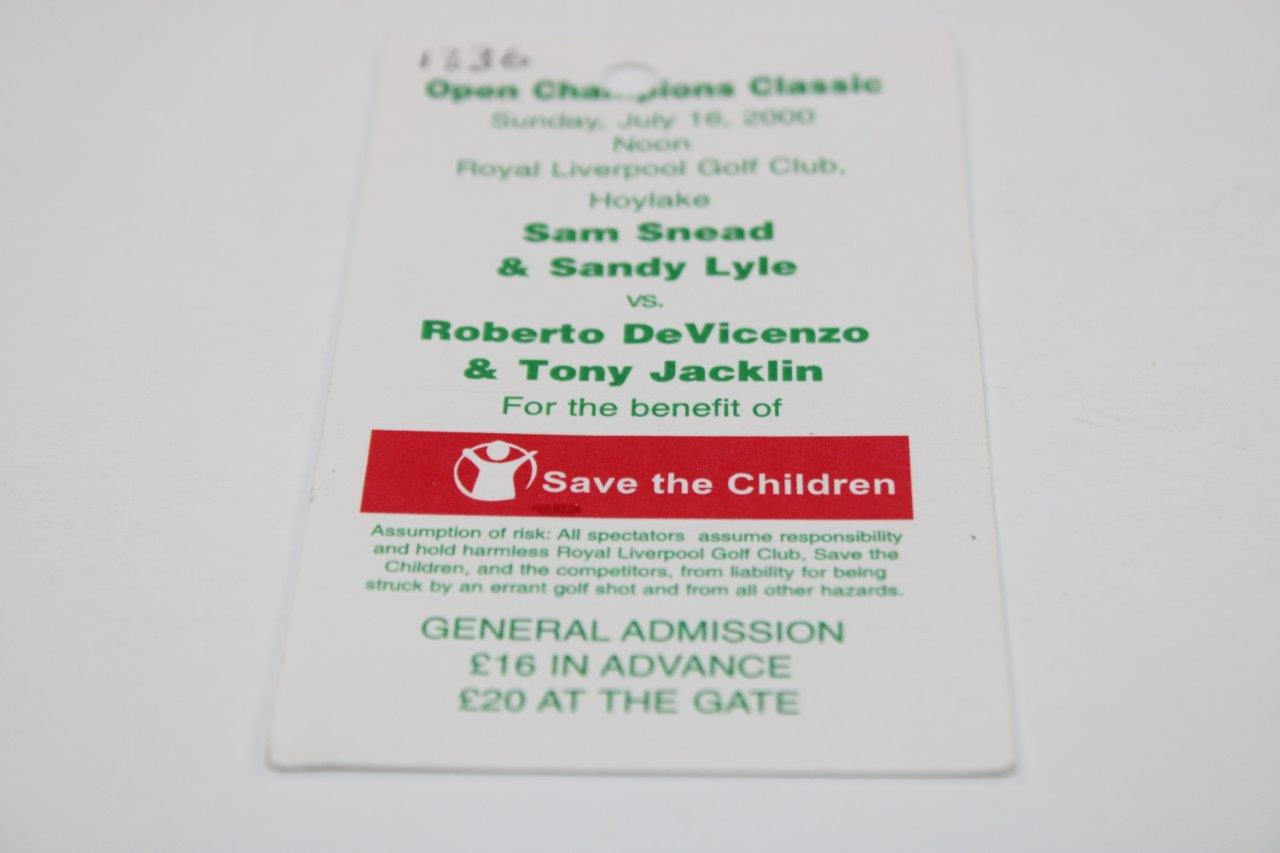 1336
Open Cha...pions Classic
Sunday, July 16, 2000
Noon
Royal Liverpool Golf Club,
Hoylake
Sam Snead
& Sandy Lyle
vs.
Roberto DeVicenzo
& Tony Jacklin
For the benefit of
Save the Children
Assumption of risk: All spectators assume responsibility
and hold harmless Royal Liverpool Golf Club, Save the
Children, and the competitors, from liability for being
struck by an errant golf shot and from all other hazards.
GENERAL ADMISSION
£16 IN ADVANCE
£20 AT THE GATE